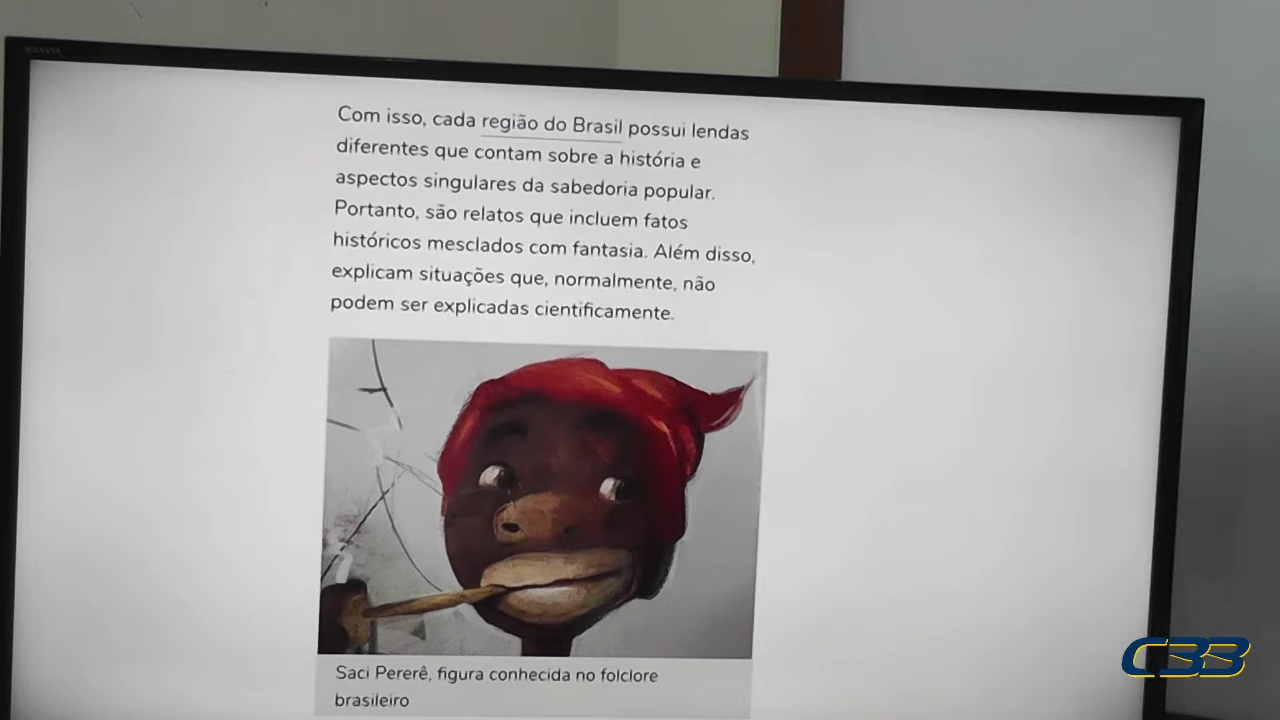 BRAVIA
Com isso, cada região do Brasil possui lendas
diferentes que contam sobre a história e
aspectos singulares da sabedoria popular.
Portanto, são relatos que incluem fatos
históricos mesclados com fantasia. Além disso,
explicam situações que, normalmente, não
podem ser explicadas cientificamente.
Saci Pererê, figura conhecida no folclore
brasileiro
C33